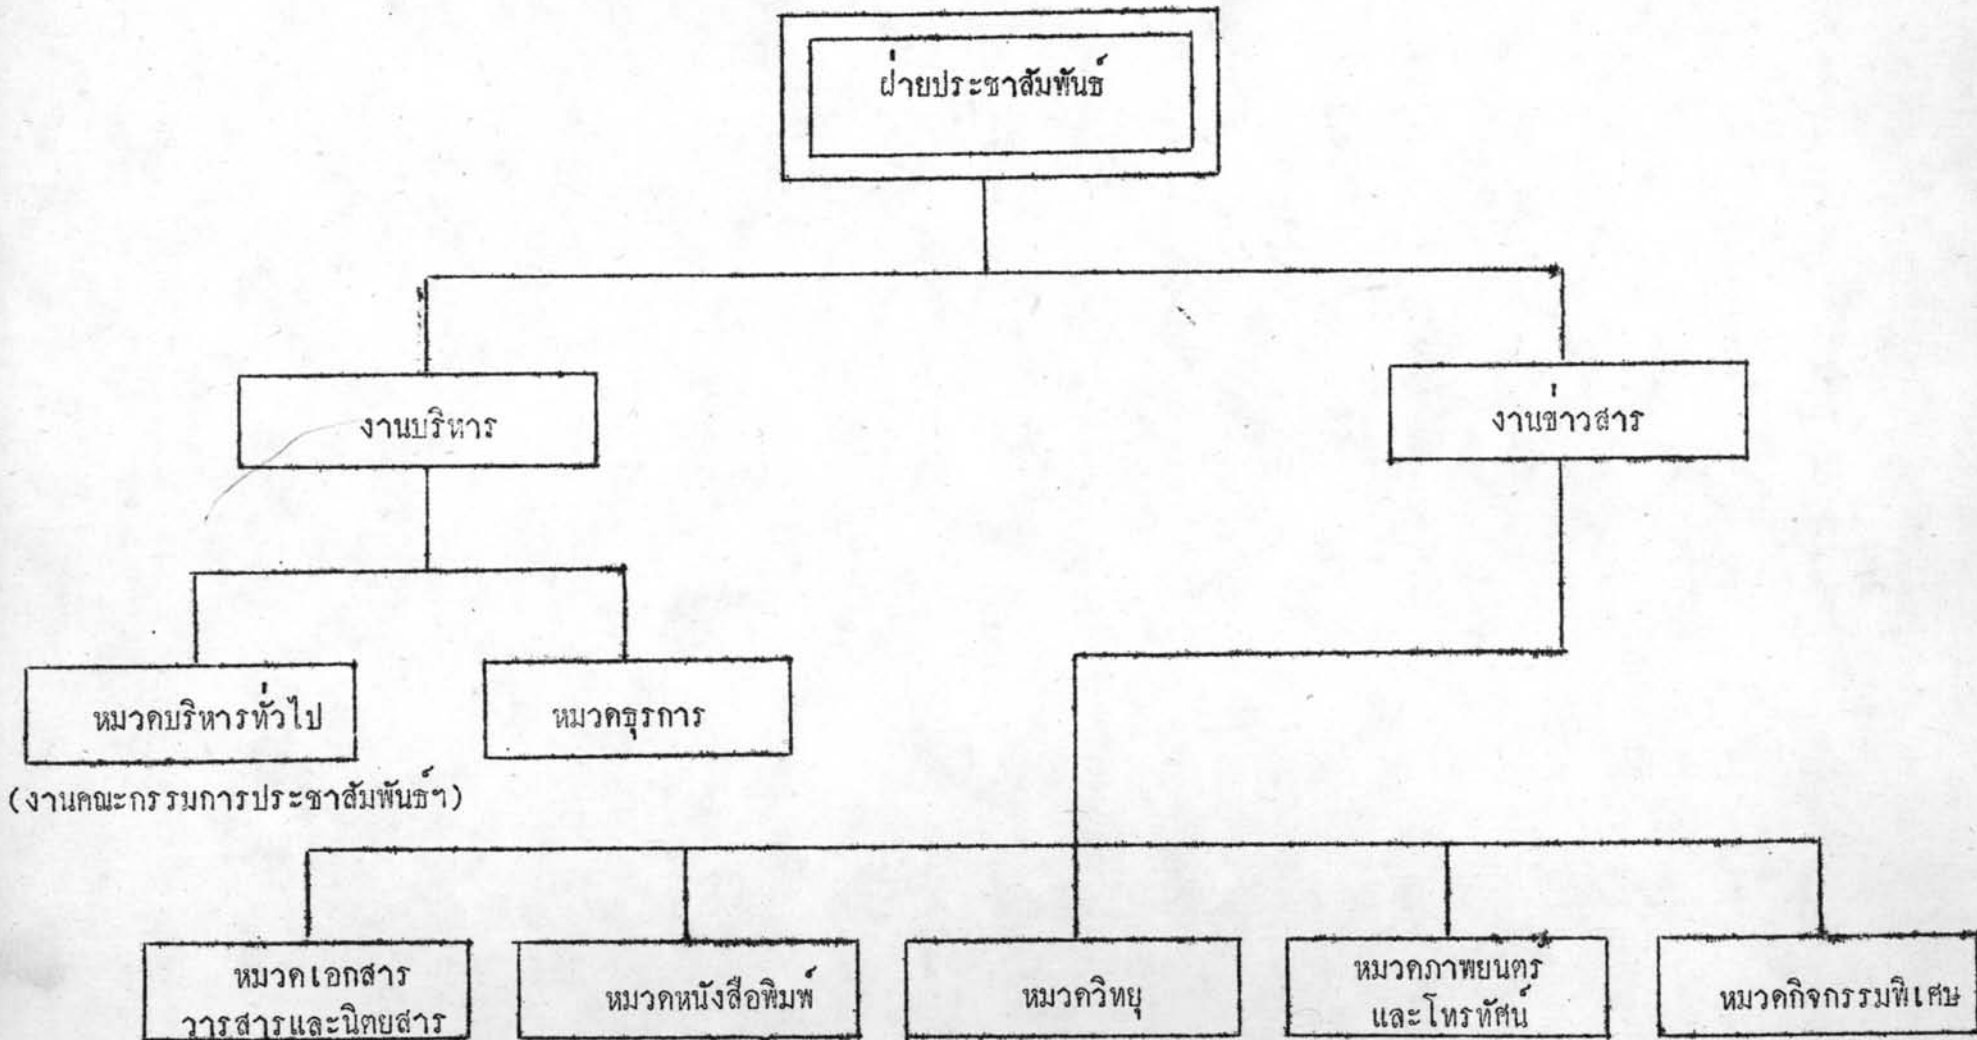 ฝ่ายประชาสัมพันธ์
งานบริหาร
งานข่าวสาร
หมวดบริหารทั่วไป
หมวดธุรการ
(งานคณะกรรมการประชาสัมพันธ์ฯ)
หมวดเอกสาร
วารสารและนิตยสาร
หมวดหนังสือพิมพ์
หมวดวิทยุ
หมวดภาพยนตร์
และโทรทัศน์
หมวดกิจกรรมพิเศษ